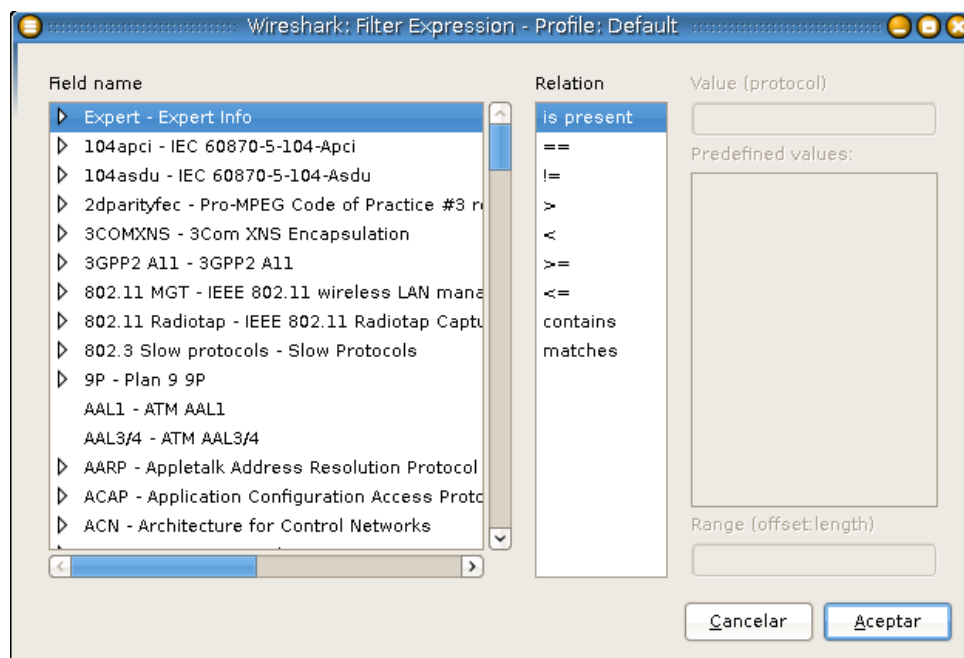 Wireshark: Filter Expression - Profile: Default
Field name
Expert - Expert Info
104apci - IEC 60870-5-104-Apci
104asdu - IEC 60870-5-104-Asdu
2dparityfec - Pro-MPEG Code of Practice #3 r
3COMXNS - 3Com XNS Encapsulation
3GPP2 A11 - 3GPP2 A11
802.11 MGT - IEEE 802.11 wireless LAN mana
802.11 Radiotap - IEEE 802.11 Radiotap Captu
802.3 Slow protocols - Slow Protocols
9P - Plan 9 9P
AAL1 - ATM AAL1
AAL3/4 - ATM AAL3/4
AARP - Appletalk Address Resolution Protocol
ACAP - Application Configuration Access Proto
ACN - Architecture for Control Networks
Relation
is present
==
!=
>
<
>=
<=
contains
matches
Value (protocol)
Predefined values:
Range (offset:length)
Cancelar
Aceptar